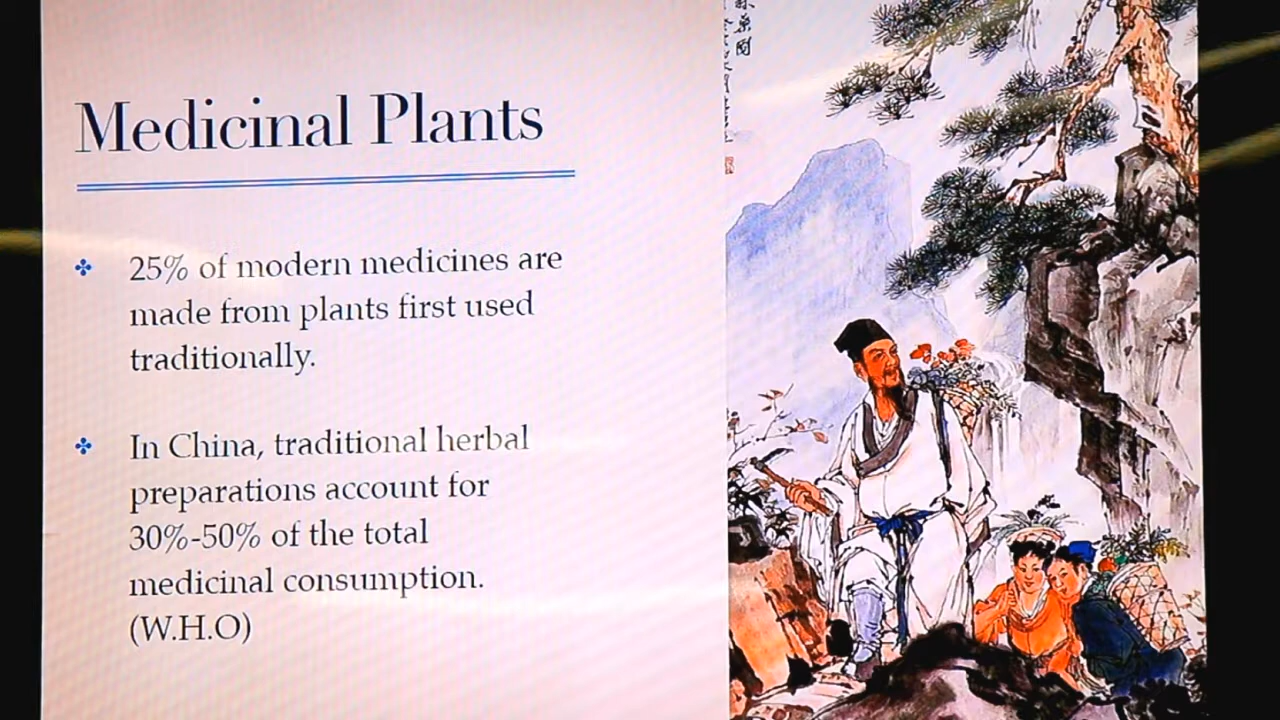 Medicinal Plants
25% of modern medicines are
made from plants first used
traditionally.
In China, traditional herbal
preparations account for
30%-50% of the total
medicinal consumption.
(W.H.O)